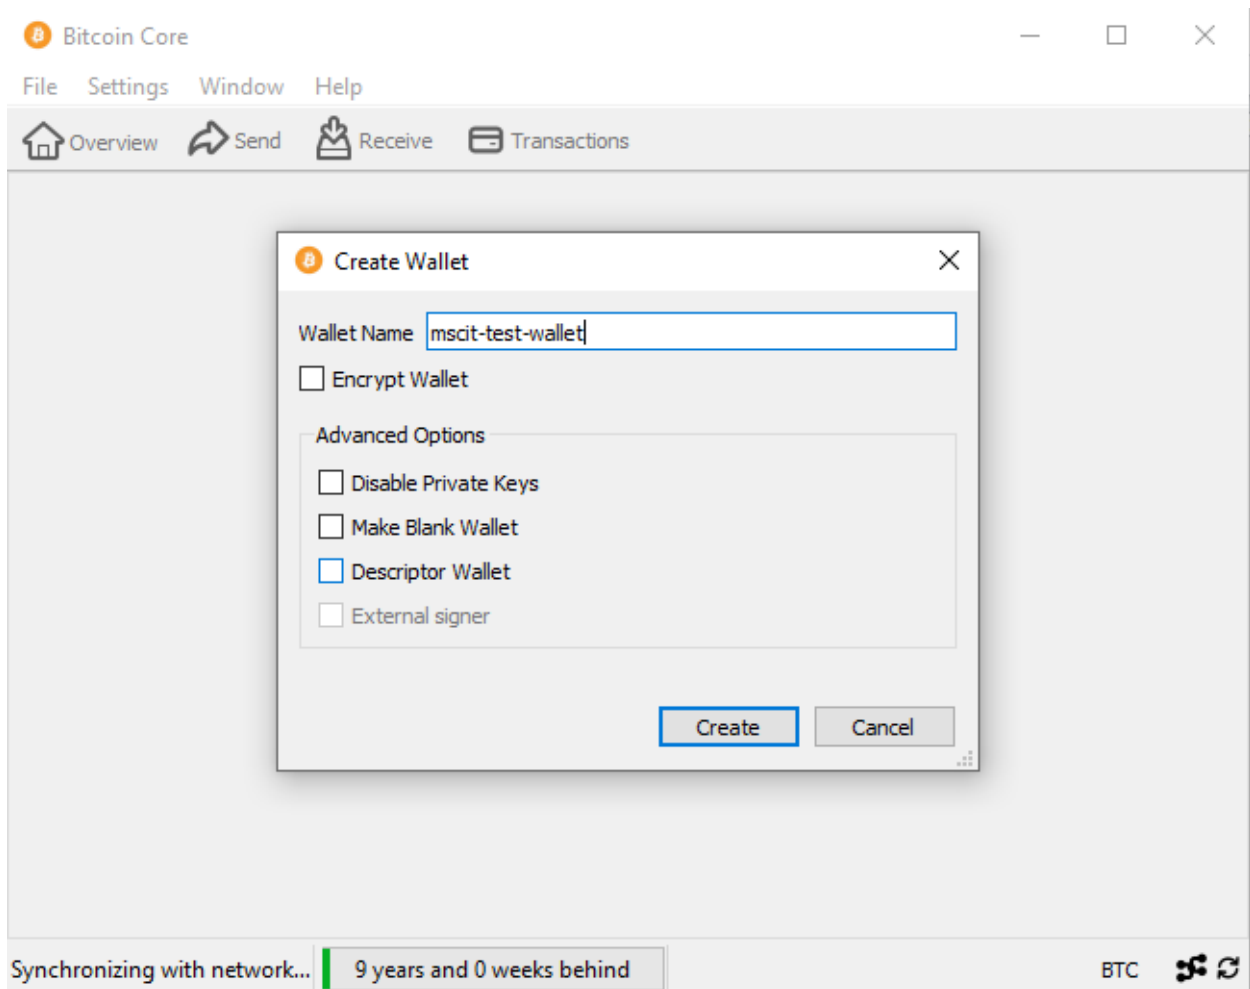 Bitcoin Core
File Settings Window Help
Overview Send Receive Transactions
Create Wallet
Wallet Name mscit-test-wallet
Encrypt Wallet
Advanced Options
Disable Private Keys
Make Blank Wallet
Descriptor Wallet
External signer
Create Cancel
Synchronizing with network... 9 years and 0 weeks behind BTC